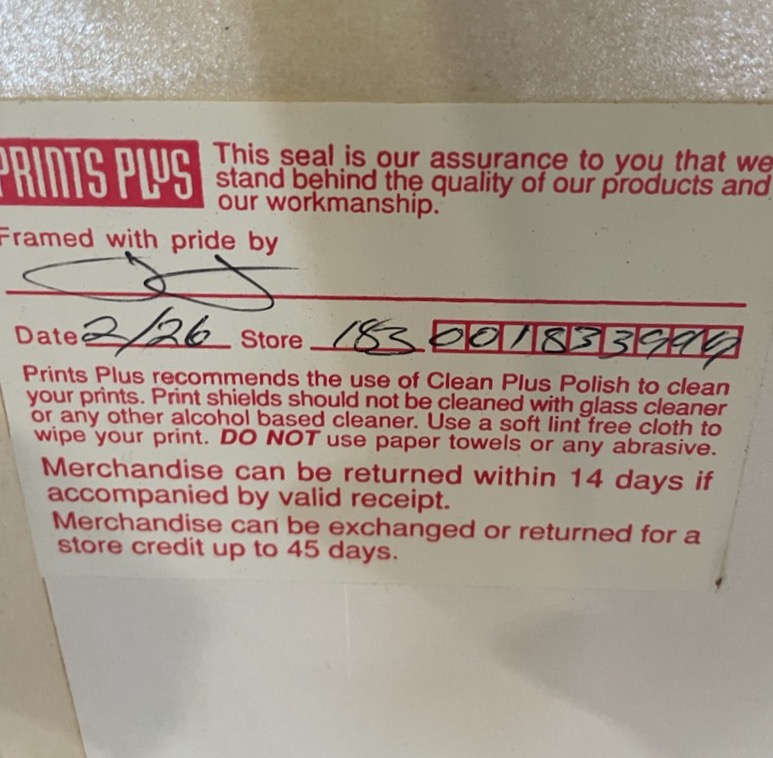 PRINTS PLUS
This seal is our assurance to you that we
stand behind the quality of our products and
our workmanship.
Framed with pride by
Date 2/26 Store 183 001833999
Prints Plus recommends the use of Clean Plus Polish to clean
your prints. Print shields should not be cleaned with glass cleaner
or any other alcohol based cleaner. Use a soft lint free cloth to
wipe your print. DO NOT use paper towels or any abrasive.
Merchandise can be returned within 14 days if
accompanied by valid receipt.
Merchandise can be exchanged or returned for a
store credit up to 45 days.